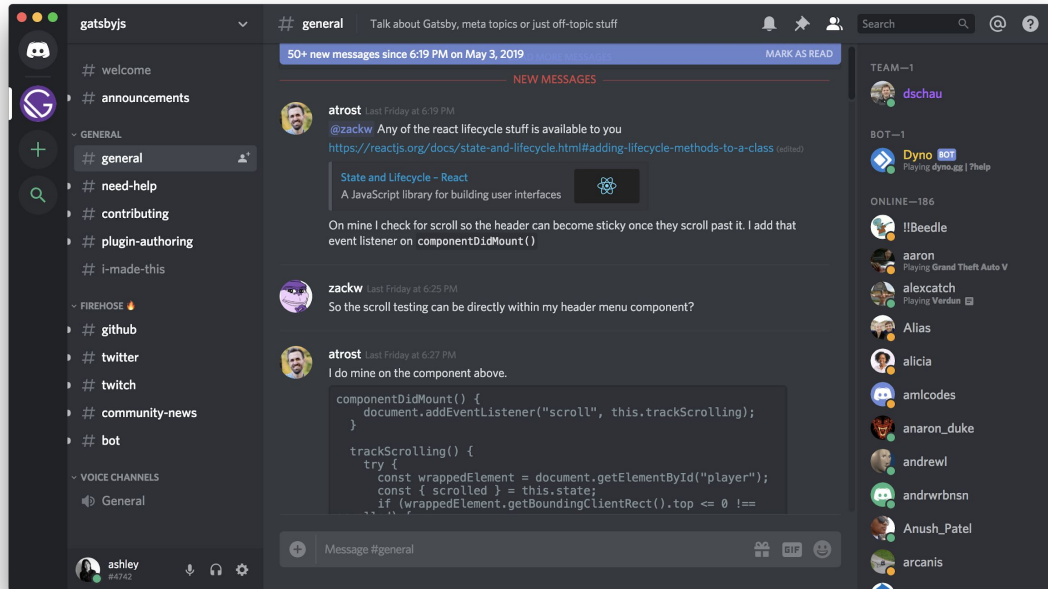 gatsbyjs
# welcome
# announcements
GENERAL
# general
# need-help
# contributing
# plugin-authoring
# i-made-this
FIREHOSE 🔥
# github
# twitter
# twitch
# community-news
# bot
VOICE CHANNELS
General
ashley
#4742
# general Talk about Gatsby, meta topics or just off-topic stuff
Search
50+ new messages since 6:19 PM on May 3, 2019 MARK AS READ
NEW MESSAGES
atrost Last Friday at 6:19 PM
@zackw Any of the react lifecycle stuff is available to you
https://reactjs.org/docs/state-and-lifecycle.html#adding-lifecycle-methods-to-a-class (edited)
State and Lifecycle – React
A JavaScript library for building user interfaces
On mine I check for scroll so the header can become sticky once they scroll past it. I add that
event listener on componentDidMount()
zackw Last Friday at 6:25 PM
So the scroll testing can be directly within my header menu component?
atrost Last Friday at 6:27 PM
I do mine on the component above.
componentDidMount() {
document.addEventListener("scroll", this.trackScrolling);
}
trackScrolling() {
try {
const wrappedElement = document.getElementById("player");
const { scrolled } = this.state;
if (wrappedElement.getBoundingClientRect().top <= 0 !==
Message #general
GIF
TEAM—1
dschau
BOT—1
Dyno BOT
Playing dyno.gg | ?help
ONLINE—186
!!Beedle
aaron
Playing Grand Theft Auto V
alexcatch
Playing Verdun
Alias
alicia
amlcodes
anaron_duke
andrewl
andrwrbnsn
Anush_Patel
arcanis